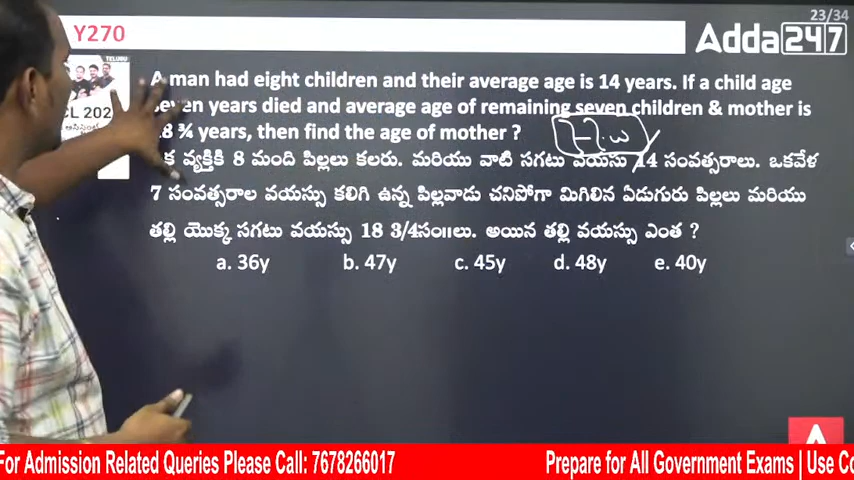 23/34
Y270
Adda247
TELUGU
CL 202
A man had eight children and their average age is 14 years. If a child age
seven years died and average age of remaining seven children & mother is
18 ¾ years, then find the age of mother ?
వ్యక్తికి 8 మంది పిల్లలు కలరు. మరియు వాటి సగటు వయసు 14 సంవత్సరాలు. ఒకవేళ
7 సంవత్సరాల వయస్సు కలిగి ఉన్న పిల్లవాడు చనిపోగా మిగిలిన ఏడుగురు పిల్లలు మరియు
తల్లి యొక్క సగటు వయస్సు 18 3/4సంııలు. అయిన తల్లి వయస్సు ఎంత ?
a. 36y b. 47y c. 45y d. 48y e. 40y
For Admission Related Queries Please Call: 7678266017 Prepare for All Government Exams | Use Co